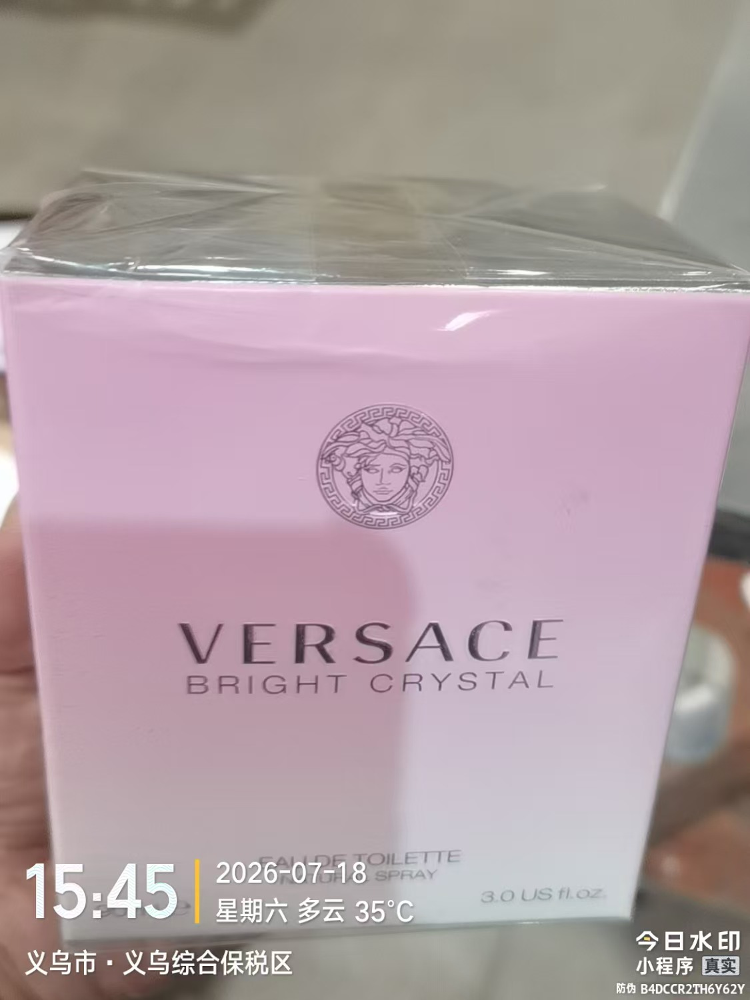 VERSACE
BRIGHT CRYSTAL
EAU DE TOILETTE
NATURAL SPRAY
3.0 US fl.oz.
15:45
2026-07-18
星期六 多云 35°C
义乌市·义乌综合保税区
今日水印
小程序 真实
防伪 B4DCCR2TH6Y62Y